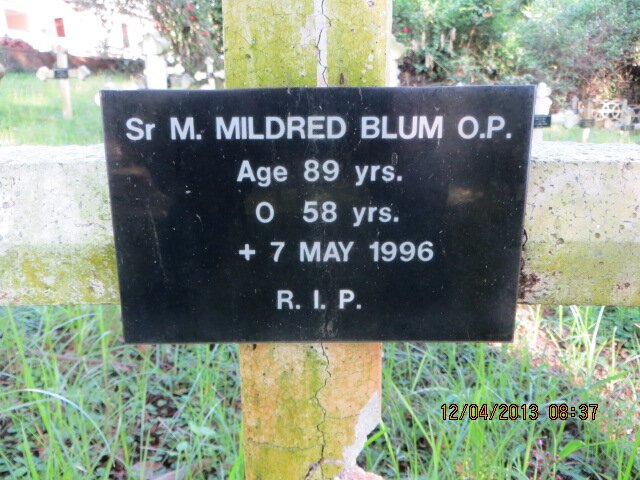 Sr M. MILDRED BLUM O.P.
Age 89 yrs.
O 58 yrs.
+ 7 MAY 1996
R. I. P.
12/04/2013 08:37